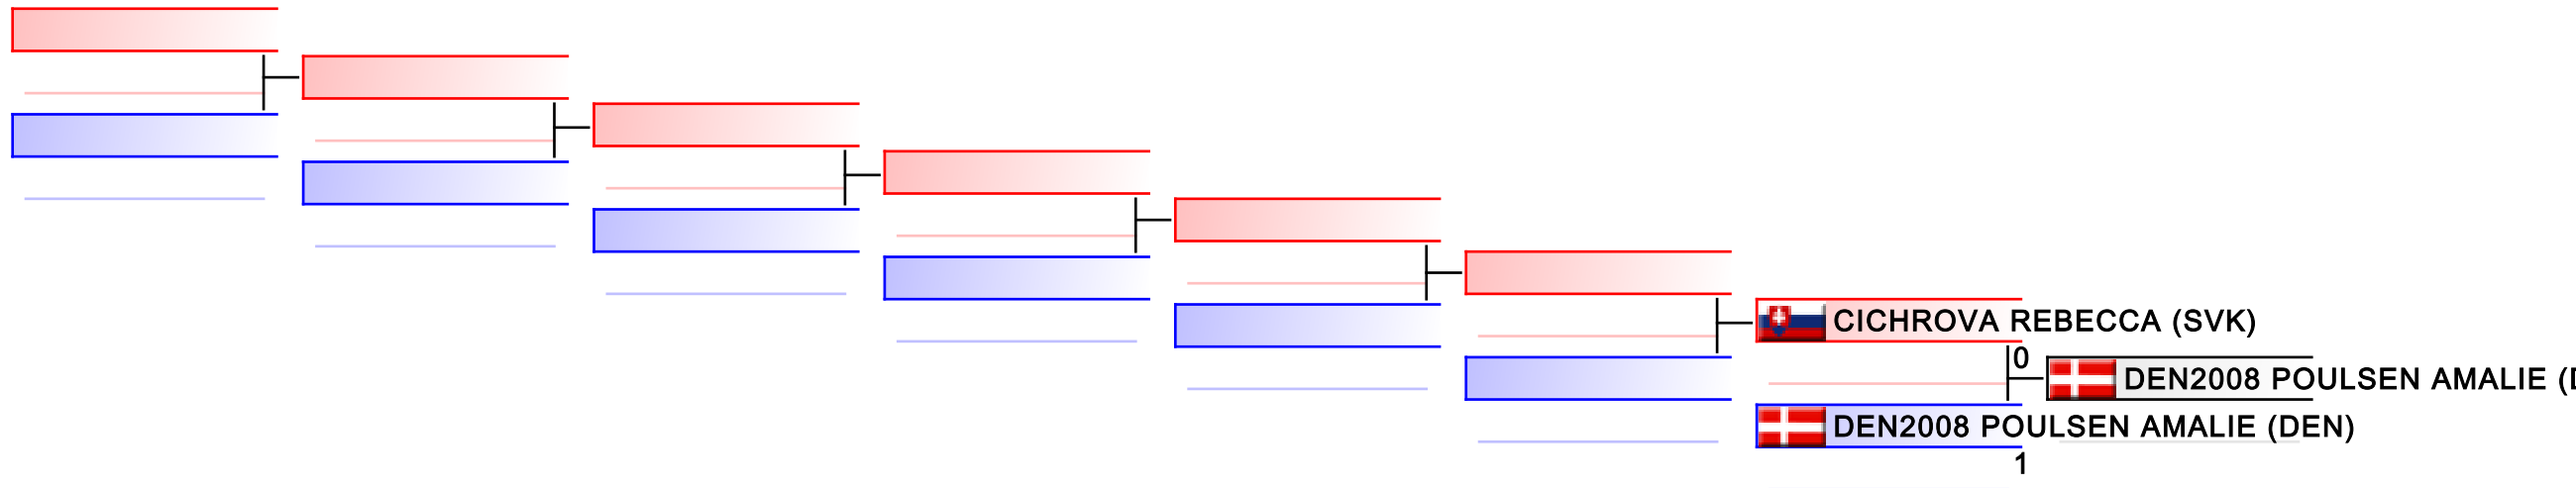 CICHROVA REBECCA (SVK)
0
DEN2008 POULSEN AMALIE (D
DEN2008 POULSEN AMALIE (DEN)
1